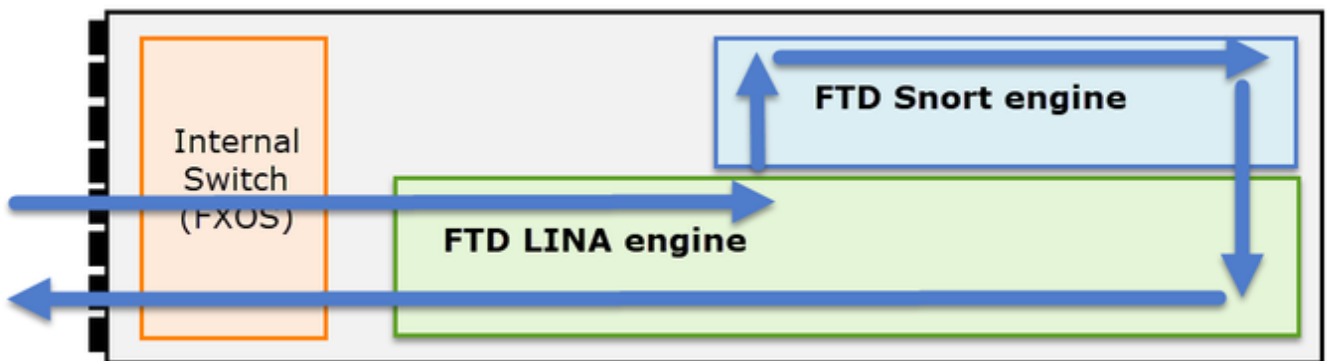 Internal
Switch
(FXOS)
FTD Snort engine
FTD LINA engine